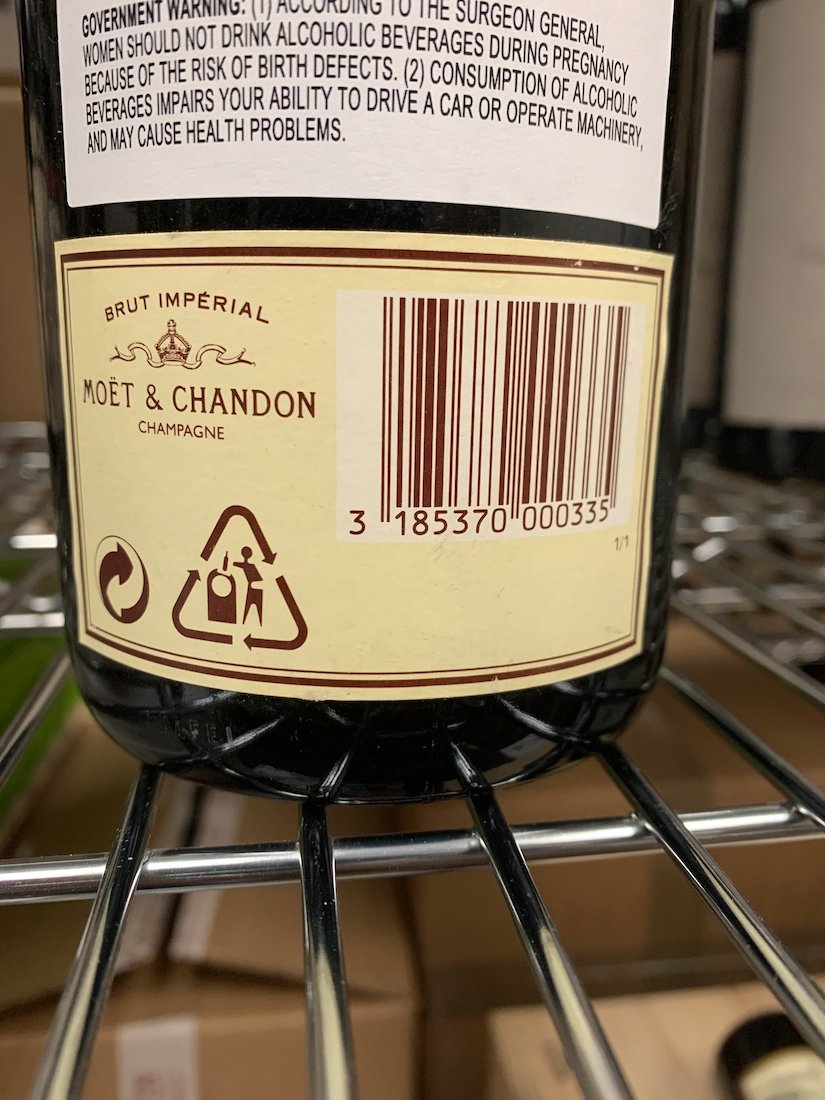 GOVERNMENT WARNING: (1) ACCORDING TO THE SURGEON GENERAL,
WOMEN SHOULD NOT DRINK ALCOHOLIC BEVERAGES DURING PREGNANCY
BECAUSE OF THE RISK OF BIRTH DEFECTS. (2) CONSUMPTION OF ALCOHOLIC
BEVERAGES IMPAIRS YOUR ABILITY TO DRIVE A CAR OR OPERATE MACHINERY,
AND MAY CAUSE HEALTH PROBLEMS.
BRUT IMPÉRIAL
MOËT & CHANDON
CHAMPAGNE
3 185370 000335
1/1